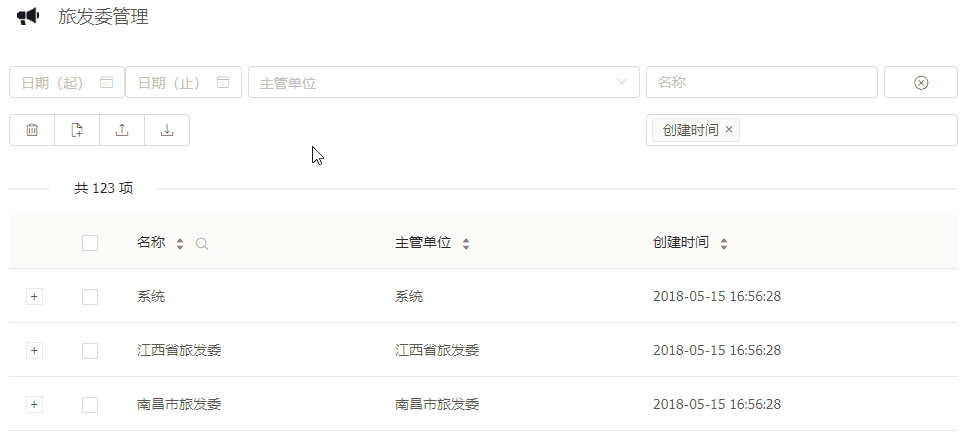 旅发委管理
日期（起） 日期（止） 主管单位 名称
创建时间 ×
共 123 项
名称 主管单位 创建时间
+ 系统 系统 2018-05-15 16:56:28
+ 江西省旅发委 江西省旅发委 2018-05-15 16:56:28
+ 南昌市旅发委 南昌市旅发委 2018-05-15 16:56:28